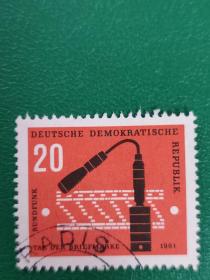 DEUTSCHE DEMOKRATISCHE
REPUBLIK
20
RUNDFUNK
TAG DER BRIEFMARKE 1961